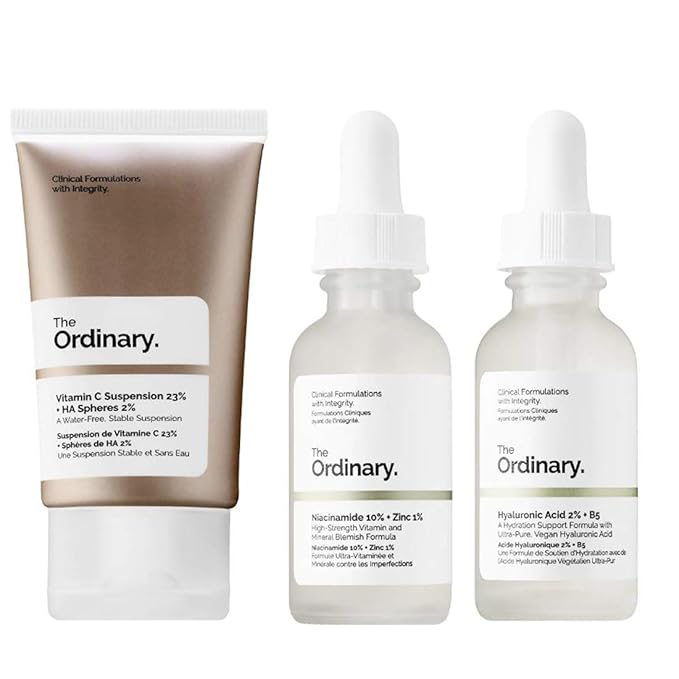 Clinical Formulations
with Integrity.
The
Ordinary.
Vitamin C Suspension 23%
+ HA Spheres 2%
A Water-Free, Stable Suspension
Suspension de Vitamine C 23%
+ Sphères de HA 2%
Une Suspension Stable et Sans Eau
Clinical Formulations
with Integrity.
Formulations Cliniques
ayant de l'intégrité.
The
Ordinary.
Niacinamide 10% + Zinc 1%
High-Strength Vitamin and
Mineral Blemish Formula
Niacinamide 10% + Zinc 1%
Formule Ultra-Vitaminée et
Minérale contre les Imperfections
Clinical Formulations
with Integrity.
Formulations Cliniques
ayant de l'intégrité.
The
Ordinary.
Hyaluronic Acid 2% + B5
A Hydration Support Formula with
Ultra-Pure, Vegan Hyaluronic Acid
Acide Hyaluronique 2% + B5
Une Formule de Soutien d'Hydratation avec de
l'Acide Hyaluronique Végétalien Ultra-Pur